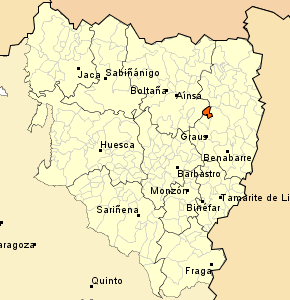 Jaca
Sabiñánigo
Boltaña
Aínsa
Graus
Huesca
Benabarre
Barbastro
Monzón
Tamarite de Li
Binéfar
Sariñena
aragoza
Fraga
Quinto